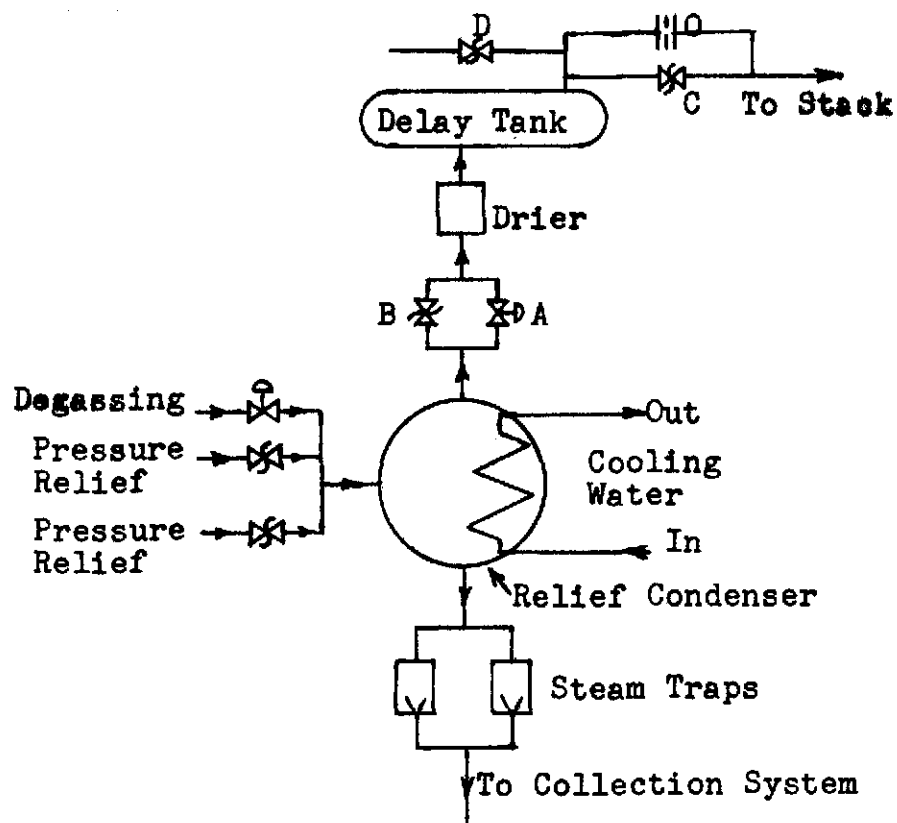 D
O
C
To Stack
Delay Tank
Drier
B
A
Degassing
Out
Pressure
Relief
Cooling
Water
Pressure
Relief
In
Relief Condenser
Steam Traps
To Collection System